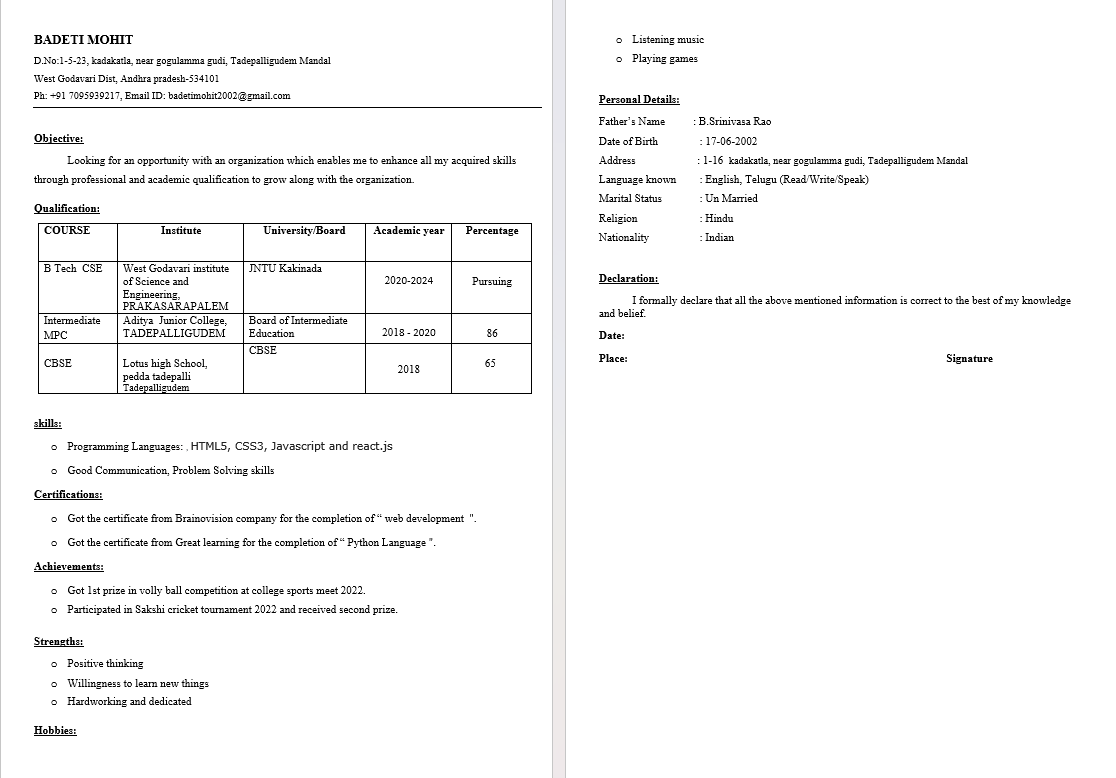 BADETI MOHIT
D.No:1-5-23, kadakatla, near gogulamma gudi, Tadepalligudem Mandal
West Godavari Dist, Andhra pradesh-534101
Ph: +91 7095939217, Email ID: badetimohit2002@gmail.com
Objective:
Looking for an opportunity with an organization which enables me to enhance all my acquired skills
through professional and academic qualification to grow along with the organization.
Qualification:
COURSE Institute University/Board Academic year Percentage
B Tech CSE West Godavari institute JNTU Kakinada
of Science and 2020-2024 Pursuing
Engineering,
PRAKASARAPALEM
Intermediate Aditya Junior College, Board of Intermediate
MPC TADEPALLIGUDEM Education 2018 - 2020 86
CBSE
CBSE Lotus high School, 2018 65
pedda tadepalli
Tadepalligudem
skills:
o Programming Languages: . HTML5, CSS3, Javascript and react.js
o Good Communication, Problem Solving skills
Certifications:
o Got the certificate from Brainovision company for the completion of “ web development ".
o Got the certificate from Great learning for the completion of “ Python Language ".
Achievements:
o Got 1st prize in volly ball competition at college sports meet 2022.
o Participated in Sakshi cricket tournament 2022 and received second prize.
Strengths:
o Positive thinking
o Willingness to learn new things
o Hardworking and dedicated
Hobbies:
o Listening music
o Playing games
Personal Details:
Father’s Name : B.Srinivasa Rao
Date of Birth : 17-06-2002
Address : 1-16 kadakatla, near gogulamma gudi, Tadepalligudem Mandal
Language known : English, Telugu (Read/Write/Speak)
Marital Status : Un Married
Religion : Hindu
Nationality : Indian
Declaration:
I formally declare that all the above mentioned information is correct to the best of my knowledge
and belief.
Date:
Place: Signature